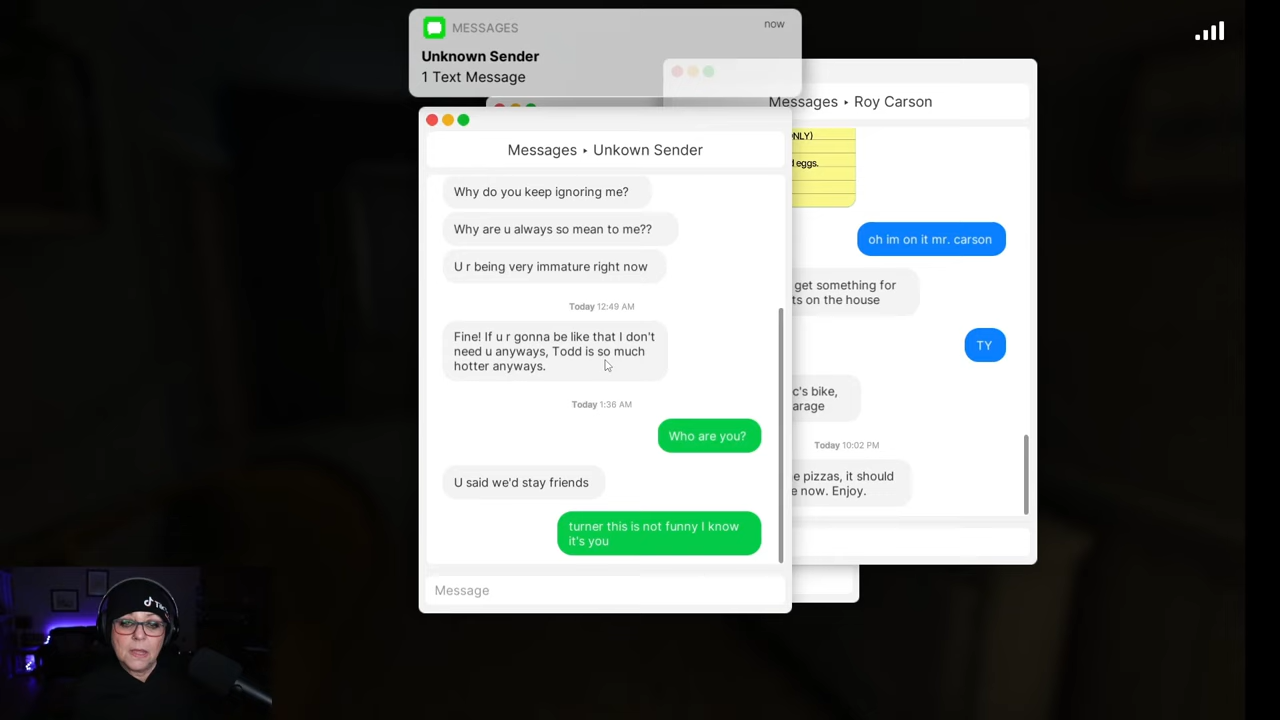 MESSAGES
now
Unknown Sender
1 Text Message
Messages ▸ Roy Carson
Messages ▸ Unkown Sender
Why do you keep ignoring me?
Why are u always so mean to me??
U r being very immature right now
Today 12:49 AM
Fine! If u r gonna be like that I don't
need u anyways, Todd is so much
hotter anyways.
Today 1:36 AM
Who are you?
U said we'd stay friends
turner this is not funny I know
it's you
Message
NLY)
eggs.
oh im on it mr. carson
get something for
ts on the house
TY
c's bike,
arage
Today 10:02 PM
e pizzas, it should
e now. Enjoy.